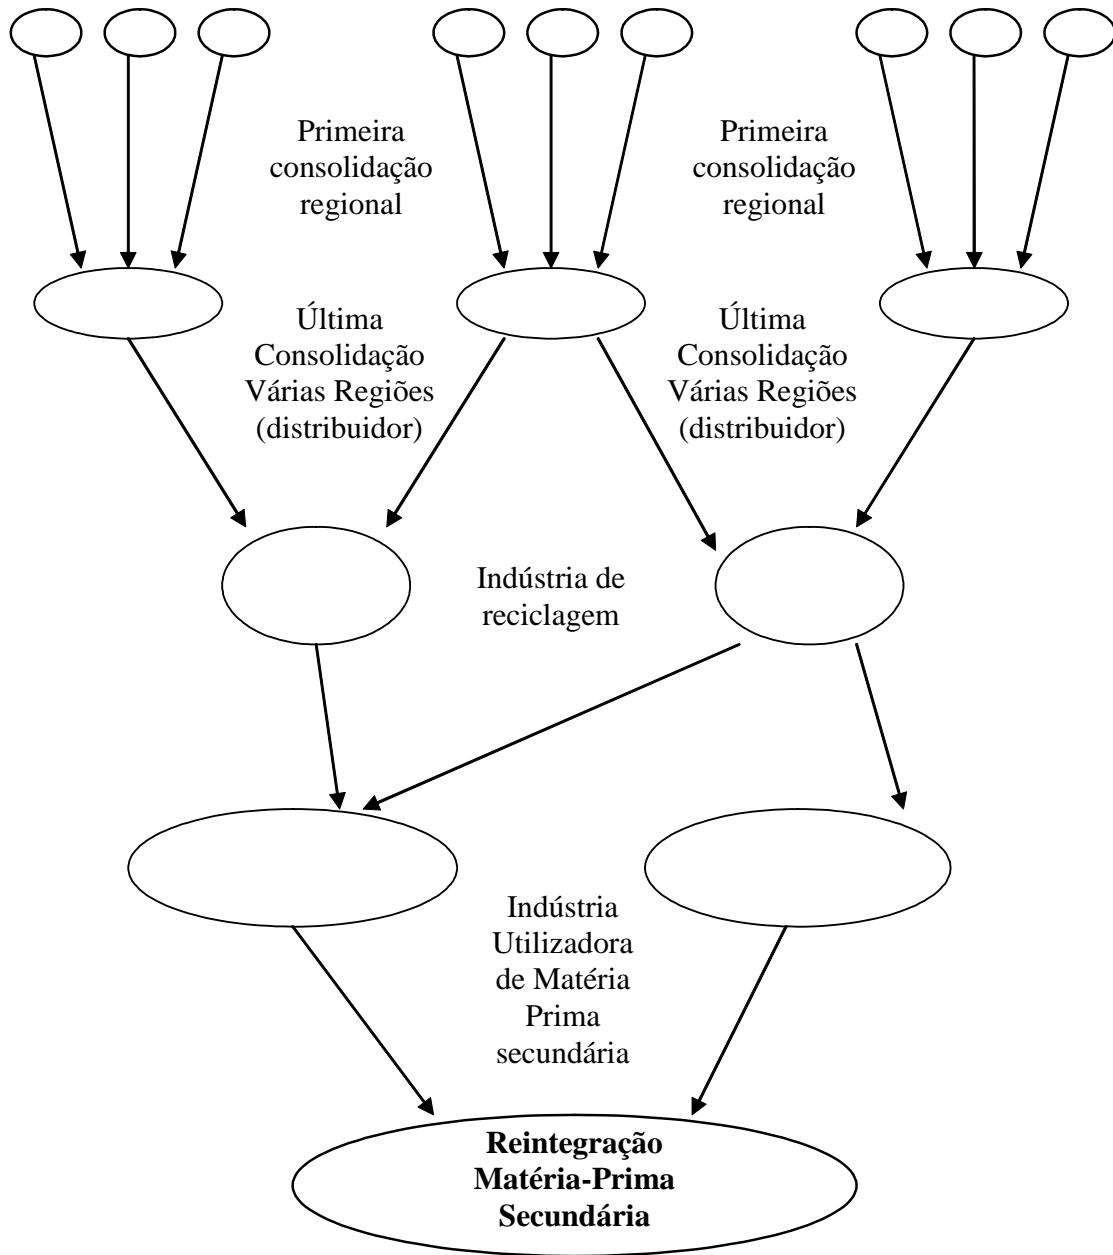 Primeira
consolidação
regional
Primeira
consolidação
regional
Última
Consolidação
Várias Regiões
(distribuidor)
Última
Consolidação
Várias Regiões
(distribuidor)
Indústria de
reciclagem
Indústria
Utilizadora
de Matéria
Prima
secundária
Reintegração
Matéria-Prima
Secundária